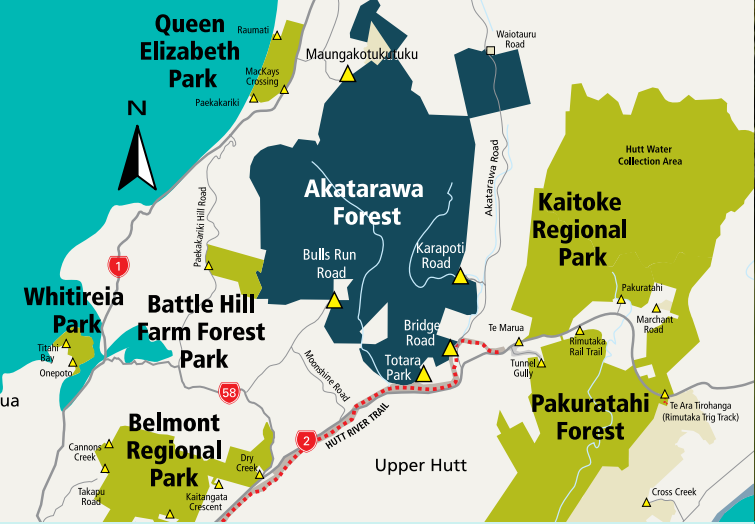 Queen
Elizabeth
Park
Raumati
MacKays
Crossing
Paekakariki
Maungakotukutuku
Waiotauru
Road
N
Hutt Water
Collection Area
Akatarawa
Forest
Akatarawa Road
Kaitoke
Regional
Park
Paekakariki Hill Road
Bulls Run
Road
Karapoti
Road
1
Whitireia
Park
Battle Hill
Farm Forest
Park
Pakuratahi
Marchant
Road
Titahi
Bay
Onepoto
Bridge
Road
Te Marua
Rimutaka
Rail Trail
Totara
Park
Tunnel
Gully
Moonshine Road
58
ua
Pakuratahi
Forest
Te Ara Tirohanga
(Rimutaka Trig Track)
HUTT RIVER TRAIL
2
Belmont
Regional
Park
Cannons
Creek
Dry
Creek
Upper Hutt
Takapu
Road
Kaitangata
Crescent
Cross Creek